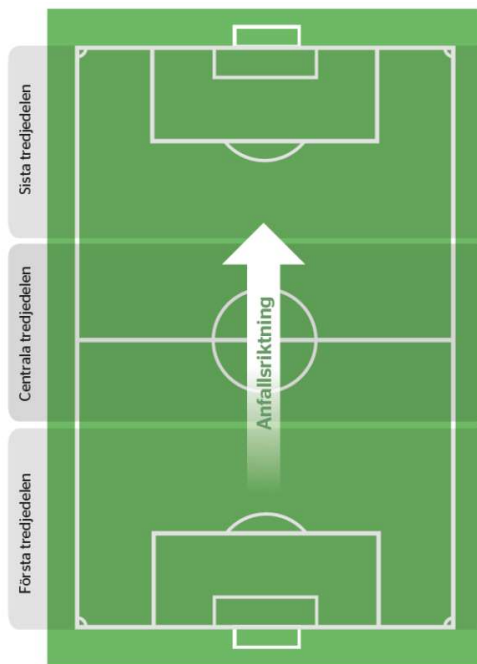 Sista tredjedelen
Centrala tredjedelen
Anfallsriktning
Första tredjedelen